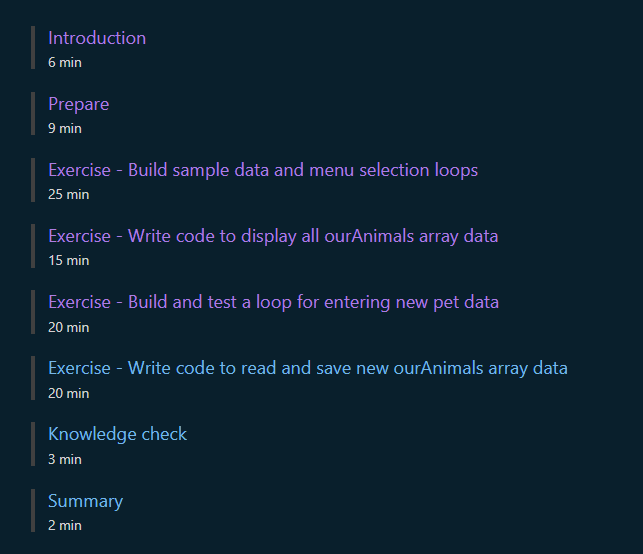 Introduction
6 min
Prepare
9 min
Exercise - Build sample data and menu selection loops
25 min
Exercise - Write code to display all ourAnimals array data
15 min
Exercise - Build and test a loop for entering new pet data
20 min
Exercise - Write code to read and save new ourAnimals array data
20 min
Knowledge check
3 min
Summary
2 min